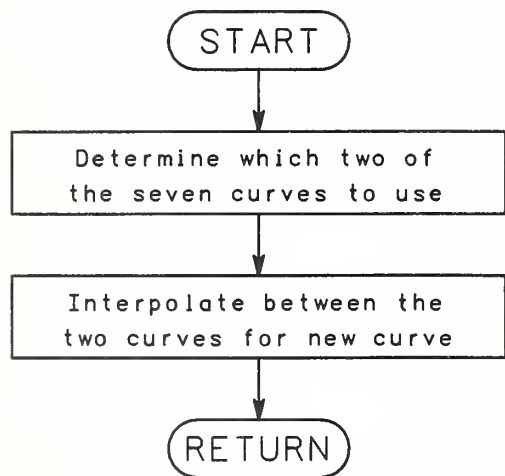 START
Determine which two of
the seven curves to use
Interpolate between the
two curves for new curve
RETURN